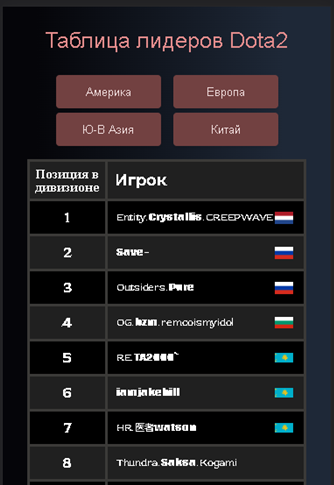 Таблица лидеров Dota2
Америка Европа
Ю-В Азия Китай
Позиция в дивизионе Игрок
1 Entity.Crystallis.CREEPWAVE
2 Save-
3 Outsiders.Pure
4 OG.bzm.remcoismyidol
5 RE.TA2000`
6 iamjakehill
7 HR.医者watson
8 Thundra.Saksa.Kogami